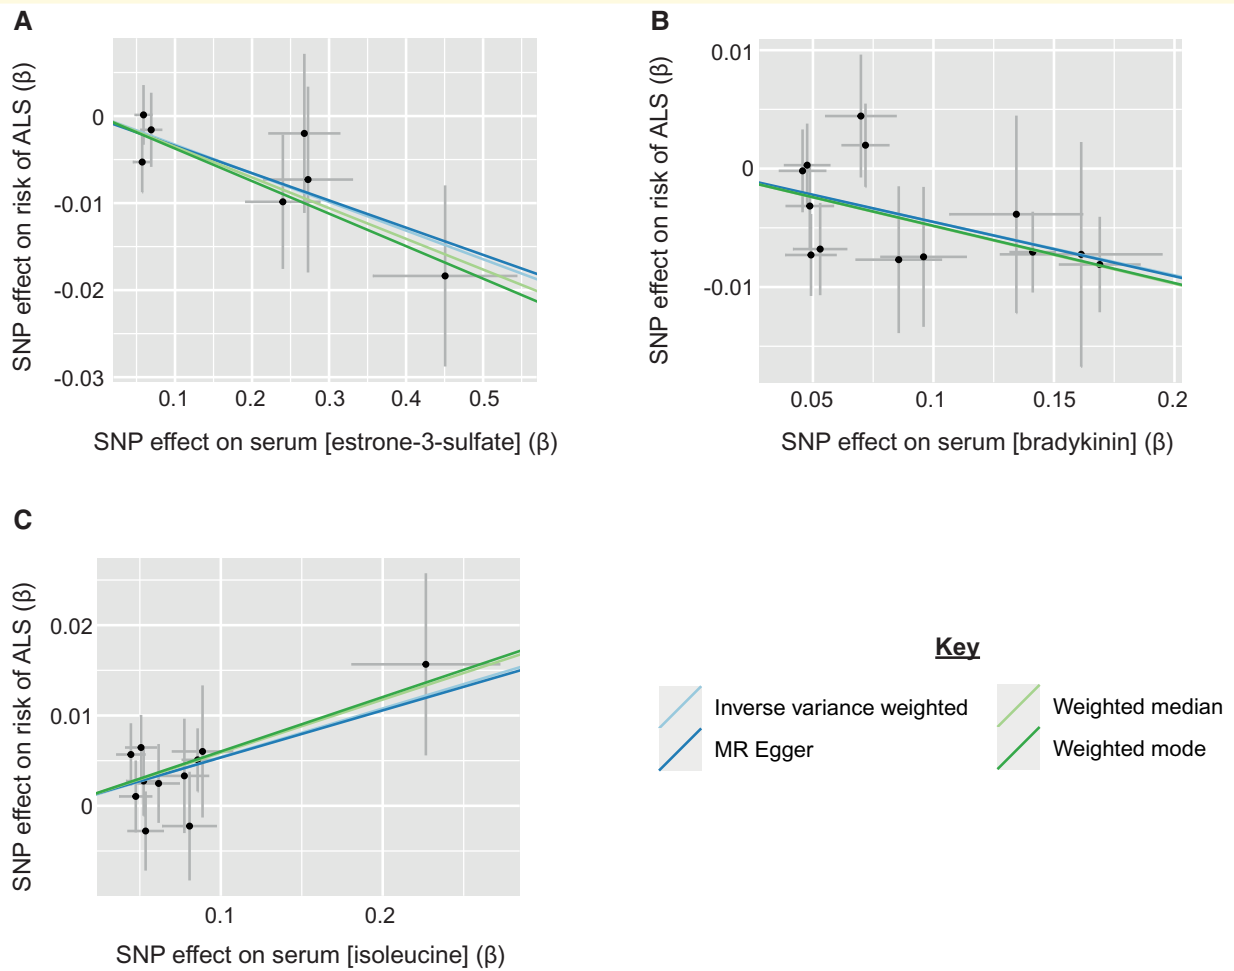 A
SNP effect on risk of ALS (β)
0
-0.01
-0.02
-0.03
0.1 0.2 0.3 0.4 0.5
SNP effect on serum [estrone-3-sulfate] (β)
B
SNP effect on risk of ALS (β)
0.01
0
-0.01
0.05 0.1 0.15 0.2
SNP effect on serum [bradykinin] (β)
C
SNP effect on risk of ALS (β)
0.02
0.01
0
0.1 0.2
SNP effect on serum [isoleucine] (β)
Key
Inverse variance weighted
MR Egger
Weighted median
Weighted mode